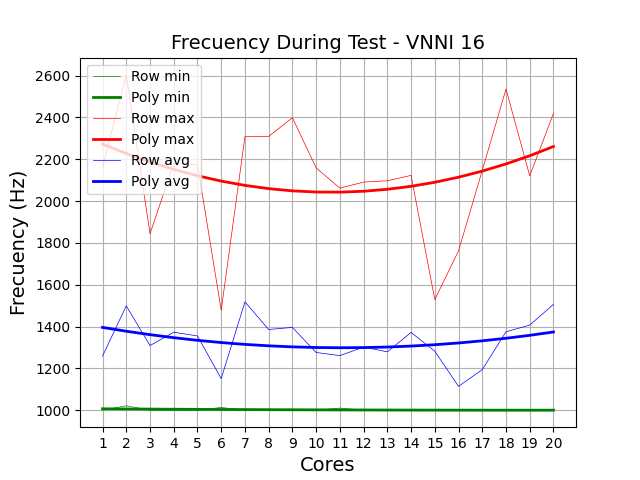 Frecuency During Test - VNNI 16
Frecuency (Hz)
2600
2400
2200
2000
1800
1600
1400
1200
1000
Row min
Poly min
Row max
Poly max
Row avg
Poly avg
1 2 3 4 5 6 7 8 9 10 11 12 13 14 15 16 17 18 19 20
Cores